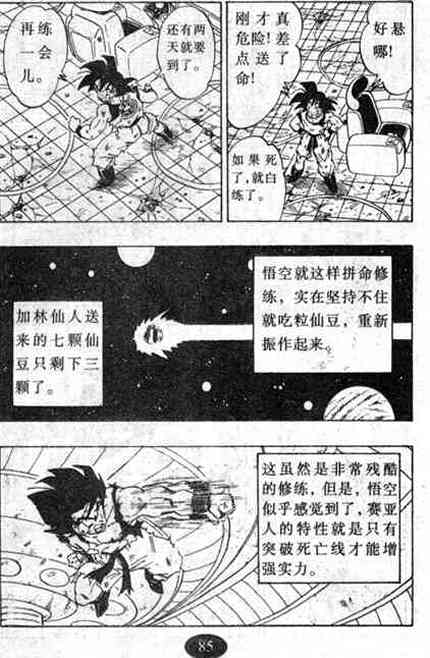 好悬
哪!
刚才真
危险!差
点送了
命!
如果死
了,就白
练了。
还有两
天就要
到了。
再练
一会
儿。
悟空就这样拼命修
练,实在坚持不住
就吃粒仙豆,重新
振作起来。
加林仙人送
来的七颗仙
豆只剩下三
颗了。
这虽然是非常残酷
的修练,但是,悟空
似乎感觉到了,赛亚
人的特性就是只有
突破死亡线才能增
强实力。
85